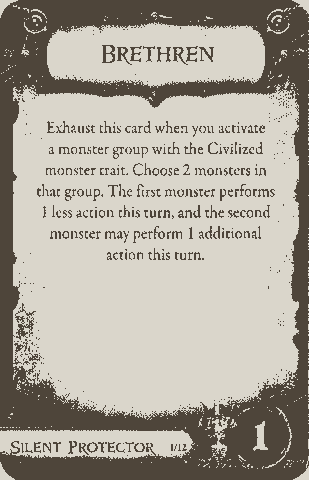 BRETHREN
Exhaust this card when you activate
a monster group with the Civilized
monster trait. Choose 2 monsters in
that group. The first monster performs
1 less action this turn, and the second
monster may perform 1 additional
action this turn.
SILENT PROTECTOR 1/12
1